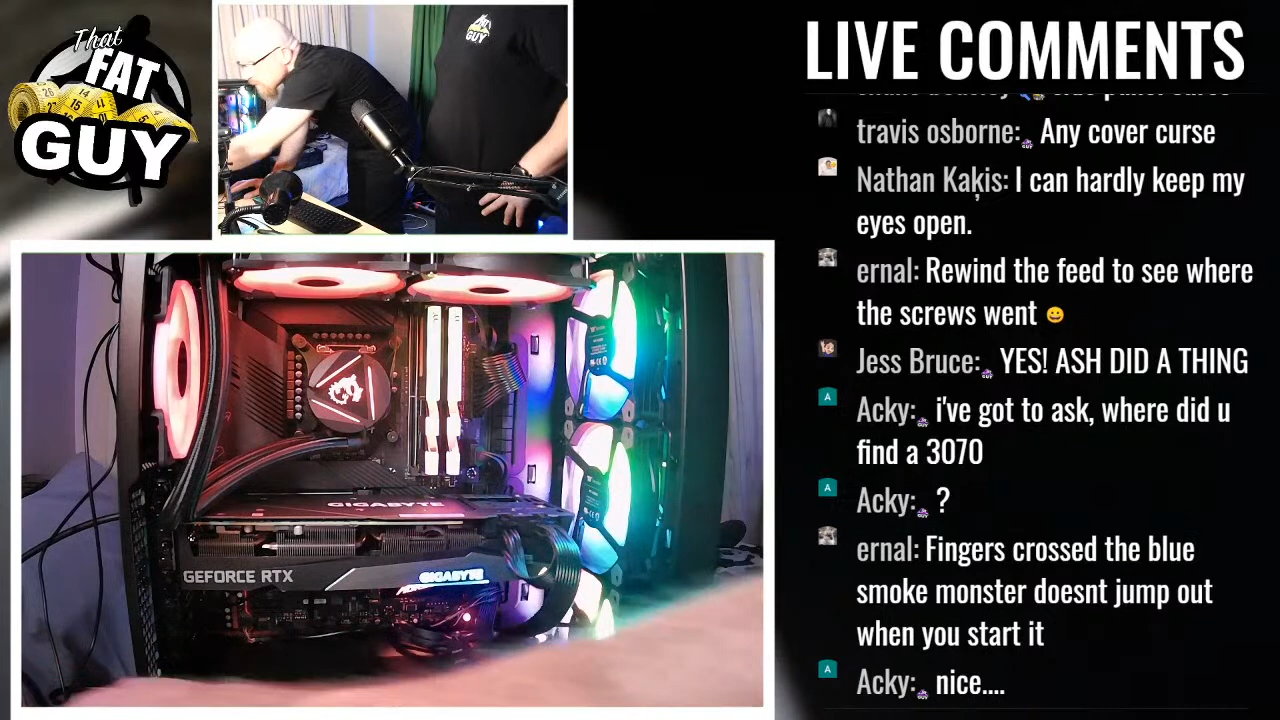 That
FAT
GUY
GUY
LIVE COMMENTS
travis osborne: Any cover curse
Nathan Kaķis: I can hardly keep my
eyes open.
ernal: Rewind the feed to see where
the screws went 😀
Jess Bruce: YES! ASH DID A THING
Acky: i've got to ask, where did u
find a 3070
Acky: ?
ernal: Fingers crossed the blue
smoke monster doesnt jump out
when you start it
Acky: nice....
GIGABYTE
GEFORCE RTX
GIGABYTE